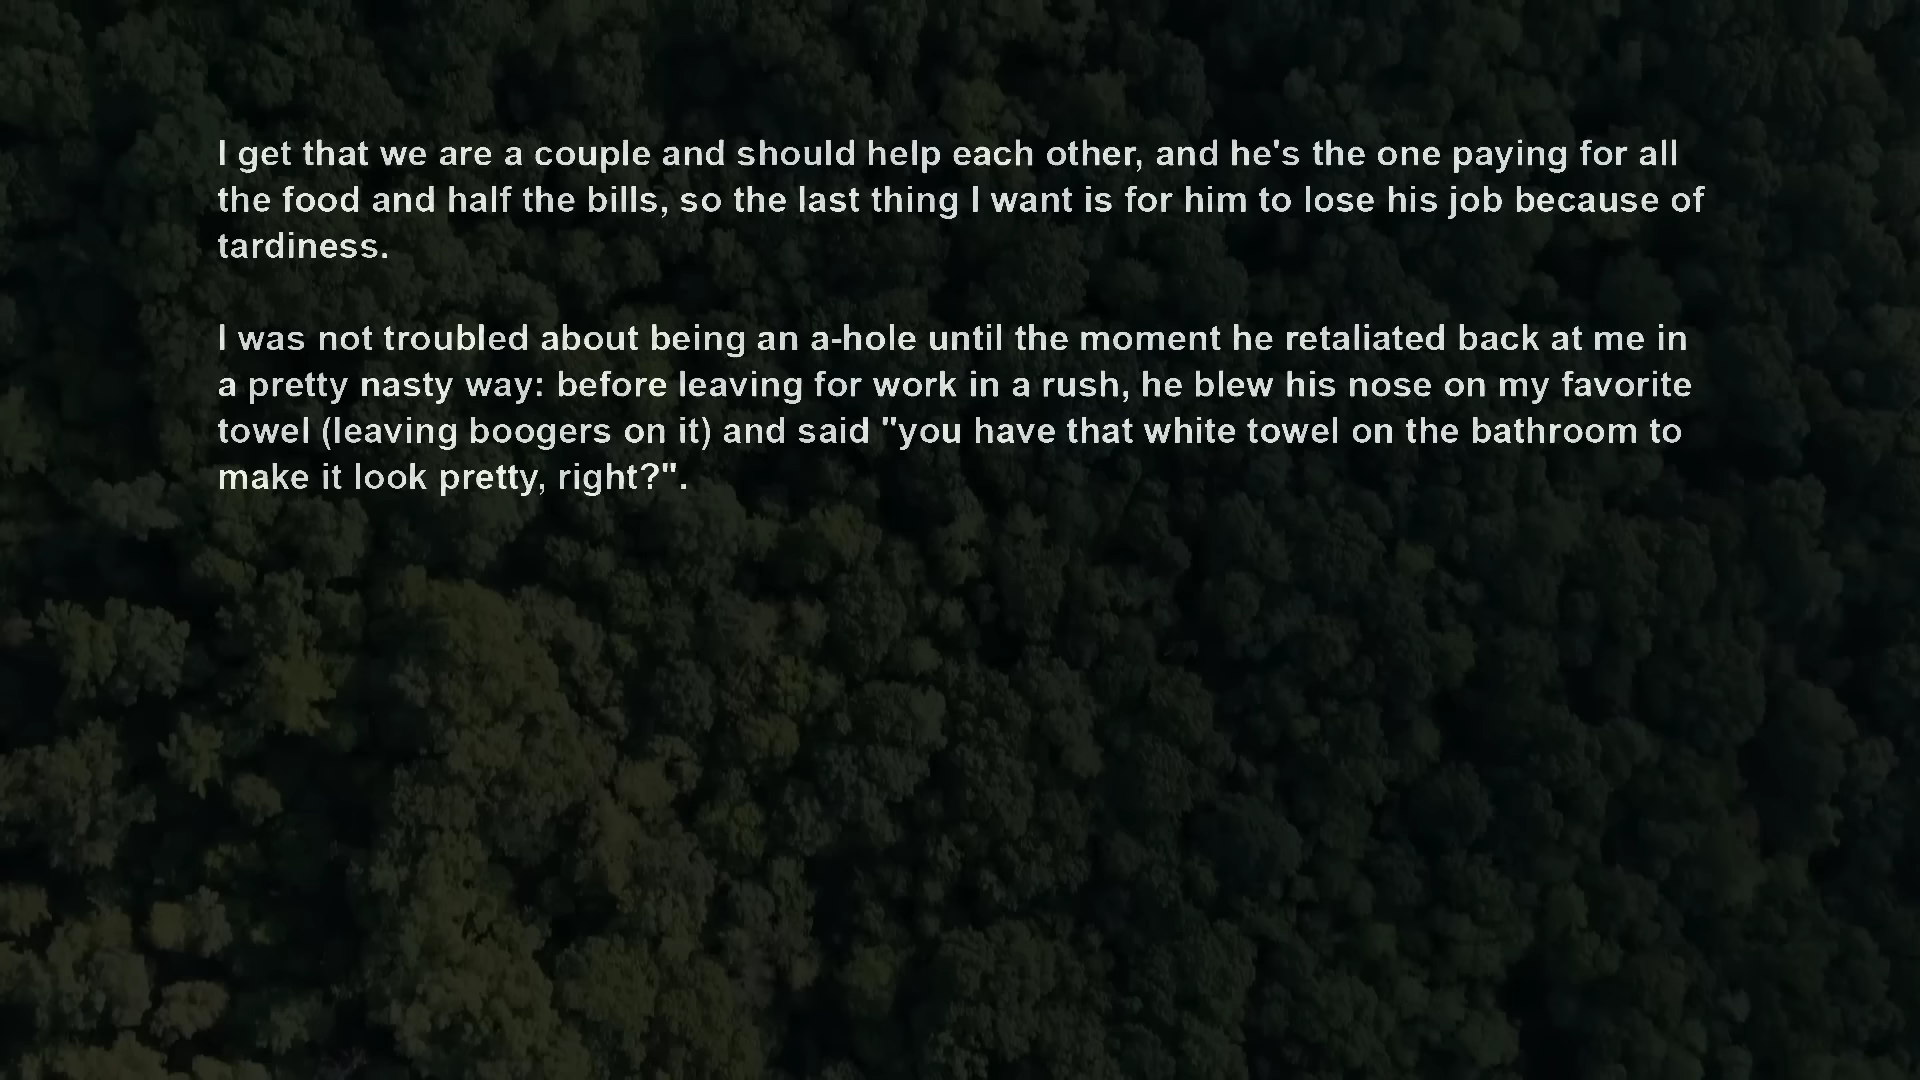 I get that we are a couple and should help each other, and he's the one paying for all
the food and half the bills, so the last thing I want is for him to lose his job because of
tardiness.
I was not troubled about being an a-hole until the moment he retaliated back at me in
a pretty nasty way: before leaving for work in a rush, he blew his nose on my favorite
towel (leaving boogers on it) and said "you have that white towel on the bathroom to
make it look pretty, right?".